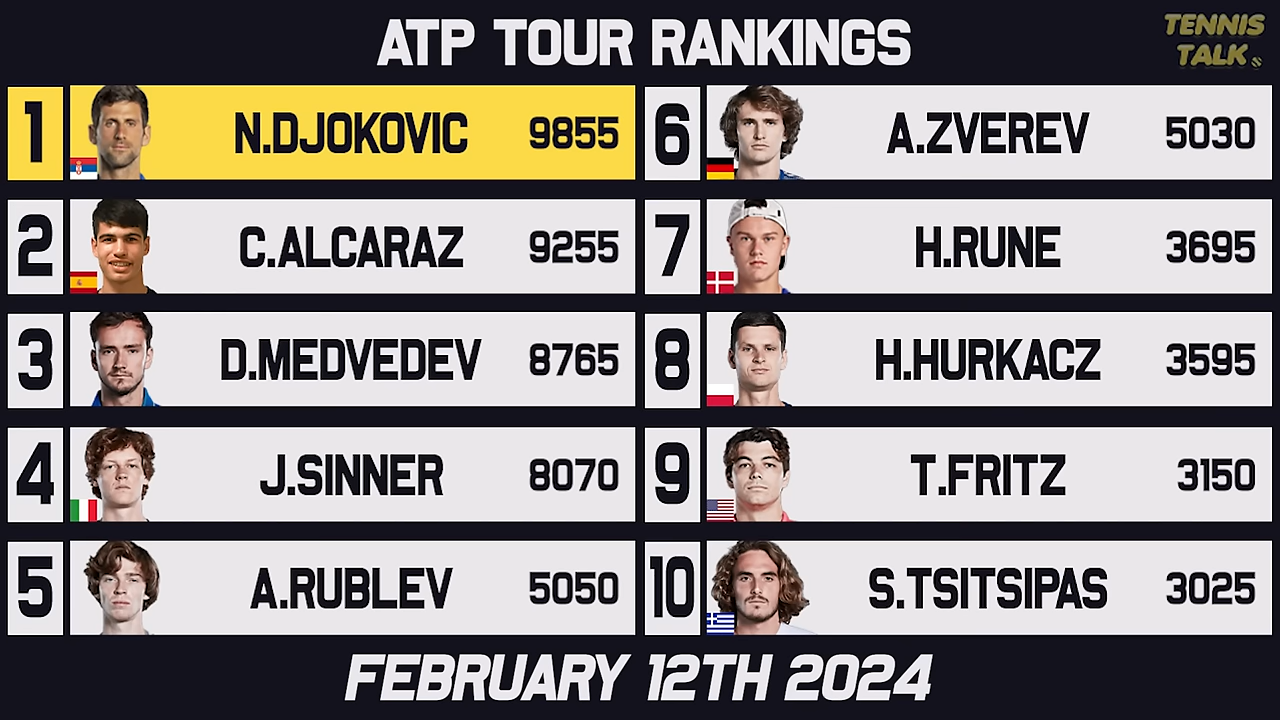 ATP TOUR RANKINGS
TENNIS
TALK.
1 N.DJOKOVIC 9855
2 C.ALCARAZ 9255
3 D.MEDVEDEV 8765
4 J.SINNER 8070
5 A.RUBLEV 5050
6 A.ZVEREV 5030
7 H.RUNE 3695
8 H.HURKACZ 3595
9 T.FRITZ 3150
10 S.TSITSIPAS 3025
FEBRUARY 12TH 2024